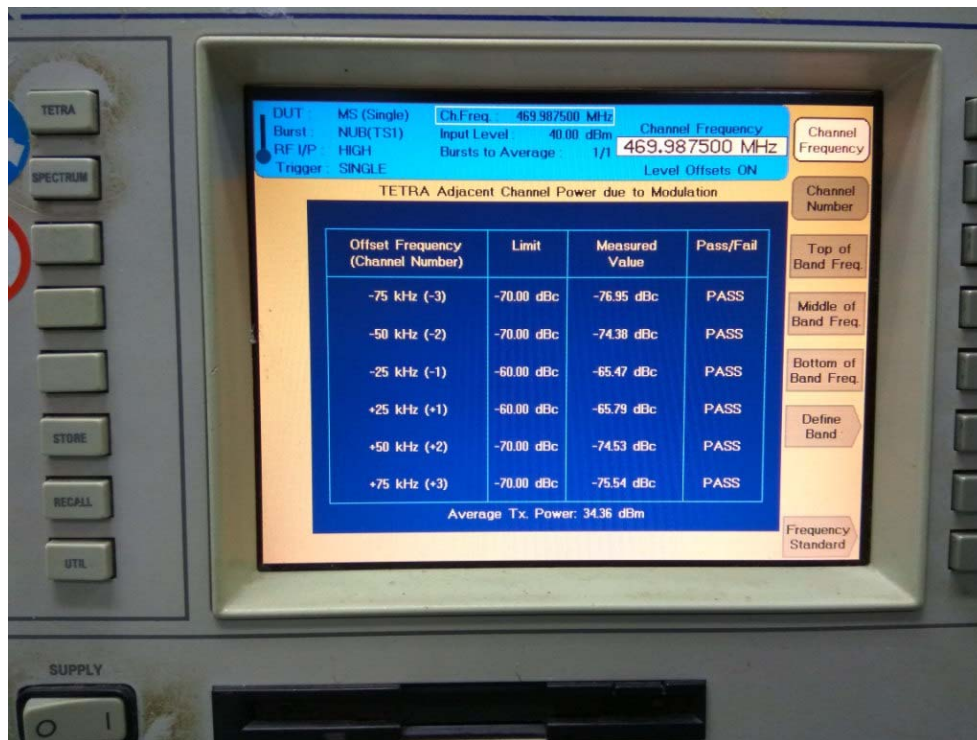 TETRA
SPECTRUM
STORE
RECALL
UTIL
SUPPLY
O I
DUT : MS (Single) Ch.Freq. : 469.987500 MHz
Burst : NUB(TS1) Input Level : 40.00 dBm Channel Frequency
RF I/P : HIGH Bursts to Average : 1/1 469.987500 MHz
Trigger : SINGLE Level Offsets ON
TETRA Adjacent Channel Power due to Modulation
Offset Frequency Limit Measured Pass/Fail
(Channel Number) Value
-75 kHz (-3) -70.00 dBc -76.95 dBc PASS
-50 kHz (-2) -70.00 dBc -74.38 dBc PASS
-25 kHz (-1) -60.00 dBc -65.47 dBc PASS
+25 kHz (+1) -60.00 dBc -65.79 dBc PASS
+50 kHz (+2) -70.00 dBc -74.53 dBc PASS
+75 kHz (+3) -70.00 dBc -75.54 dBc PASS
Average Tx. Power: 34.36 dBm
Channel
Frequency
Channel
Number
Top of
Band Freq.
Middle of
Band Freq.
Bottom of
Band Freq.
Define
Band
Frequency
Standard